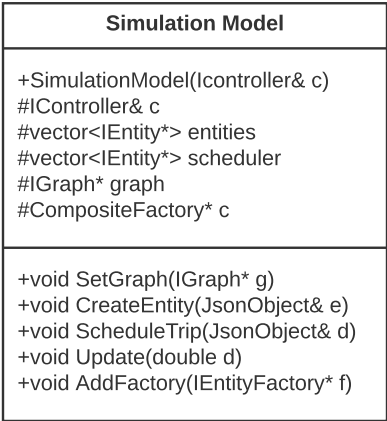 Simulation Model
+SimulationModel(Icontroller& c)
#IController& c
#vector<IEntity*> entities
#vector<IEntity*> scheduler
#IGraph* graph
#CompositeFactory* c
+void SetGraph(IGraph* g)
+void CreateEntity(JsonObject& e)
+void ScheduleTrip(JsonObject& d)
+void Update(double d)
+void AddFactory(IEntityFactory* f)